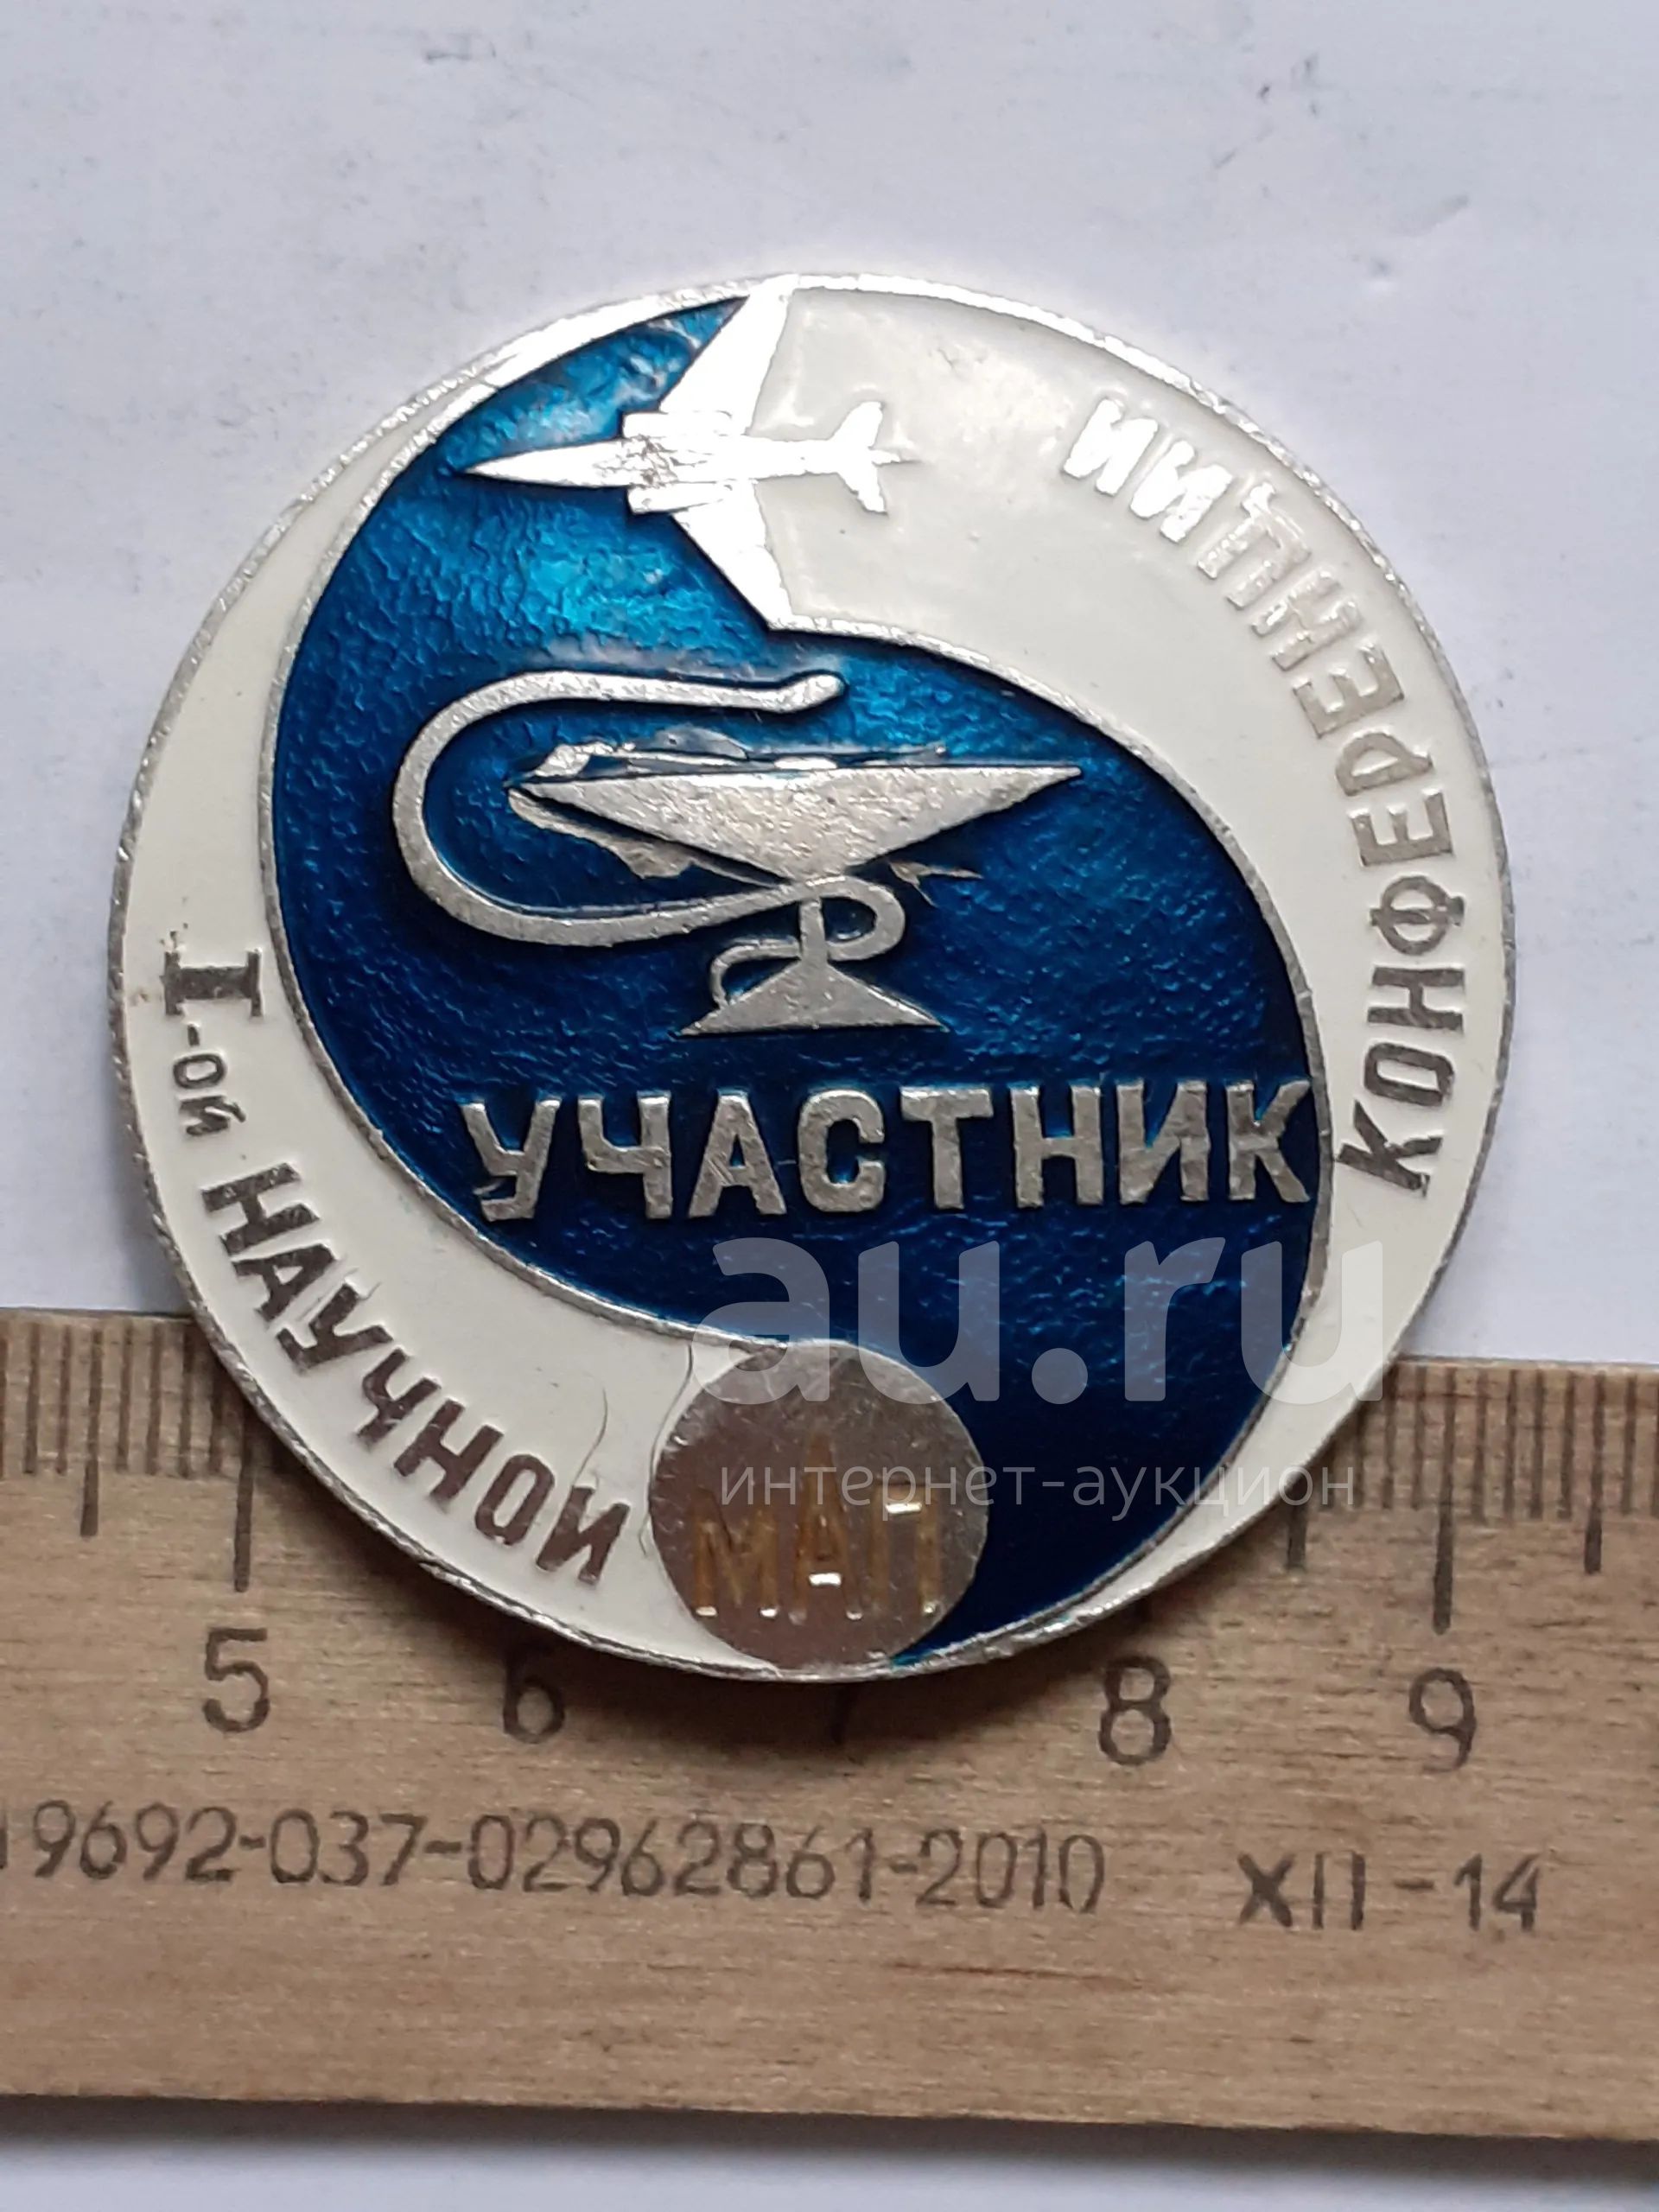 I-ой НАУЧНОЙ
КОНФЕРЕНЦИИ
УЧАСТНИК
МАП
au.ru
интернет-аукцион
5 6 7 8 9
9692-037-02962861-2010 XII-14